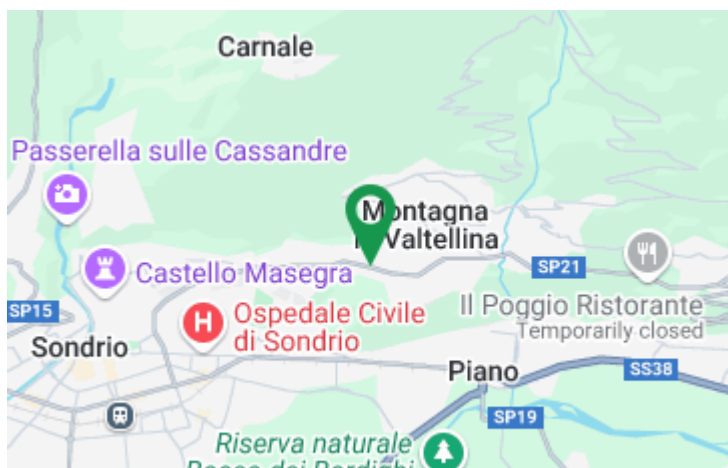 Carnale
Passerella sulle Cassandre
Montagna
Valtellina
Castello Masegra
SP21
Il Poggio Ristorante
Temporarily closed
SP15
H
Ospedale Civile
di Sondrio
Sondrio
Piano
SS38
SP19
Riserva naturale